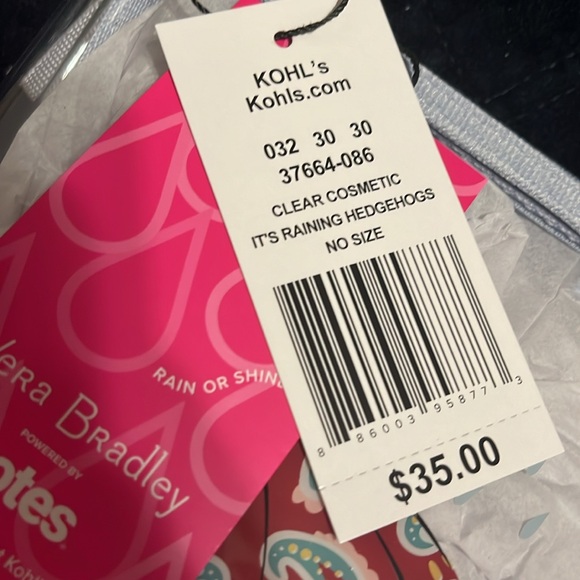 KOHL's
Kohls.com
032 30 30
37664-086
CLEAR COSMETIC
IT'S RAINING HEDGEHOGS
NO SIZE
8 86003 95877 3
$35.00
RAIN OR SHINE
Vera Bradley
POWERED BY
otes